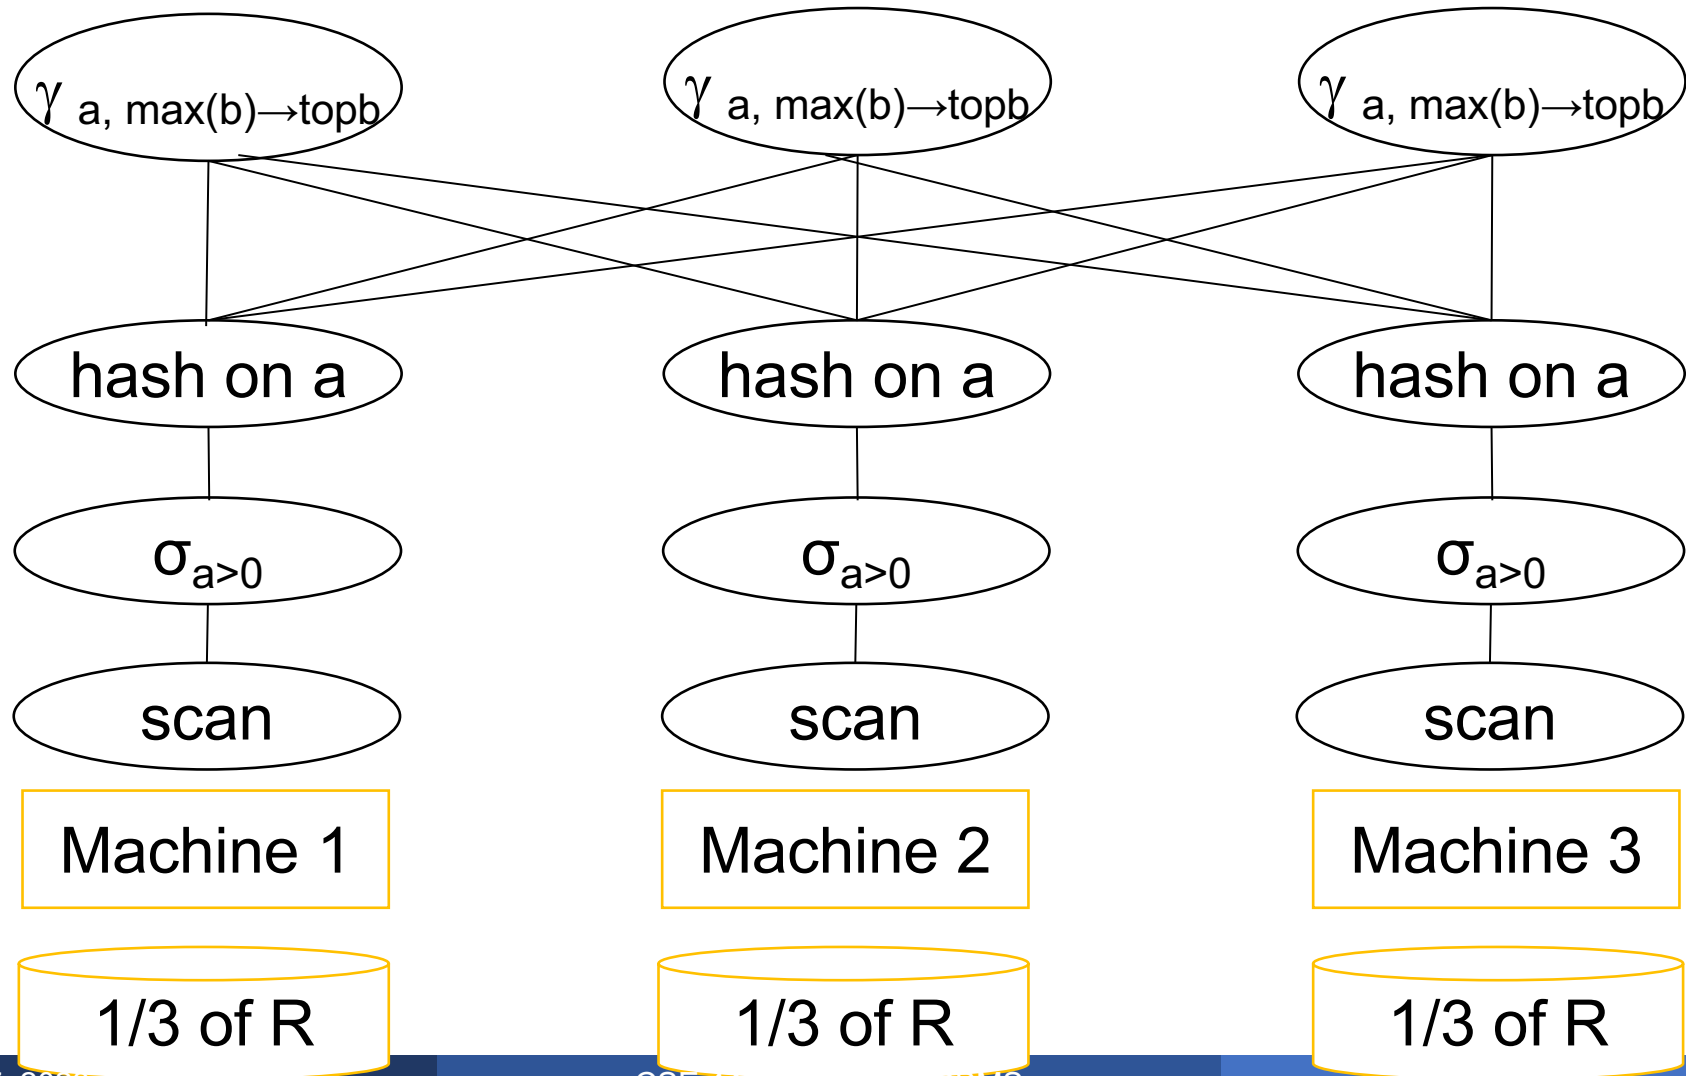 γ a, max(b)→topb γ a, max(b)→topb γ a, max(b)→topb
hash on a hash on a hash on a
σa>0 σa>0 σa>0
scan scan scan
Machine 1 Machine 2 Machine 3
1/3 of R 1/3 of R 1/3 of R